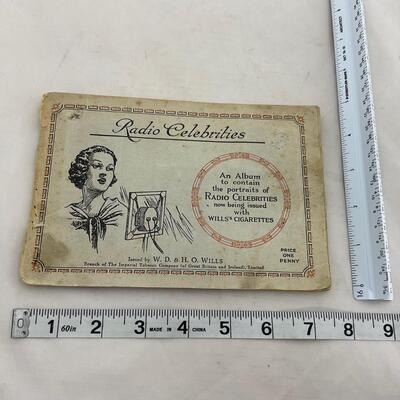 Radio Celebrities
An Album
to contain
the portraits of
RADIO CELEBRITIES
now being issued
with
WILLS'S CIGARETTES
PRICE
ONE
PENNY
Issued by W. D. & H. O. WILLS
Branch of The Imperial Tobacco Company (of Great Britain and Ireland), Limited
60in 1 2 3 MADE IN 4 CHINA 5 6 7 8 9